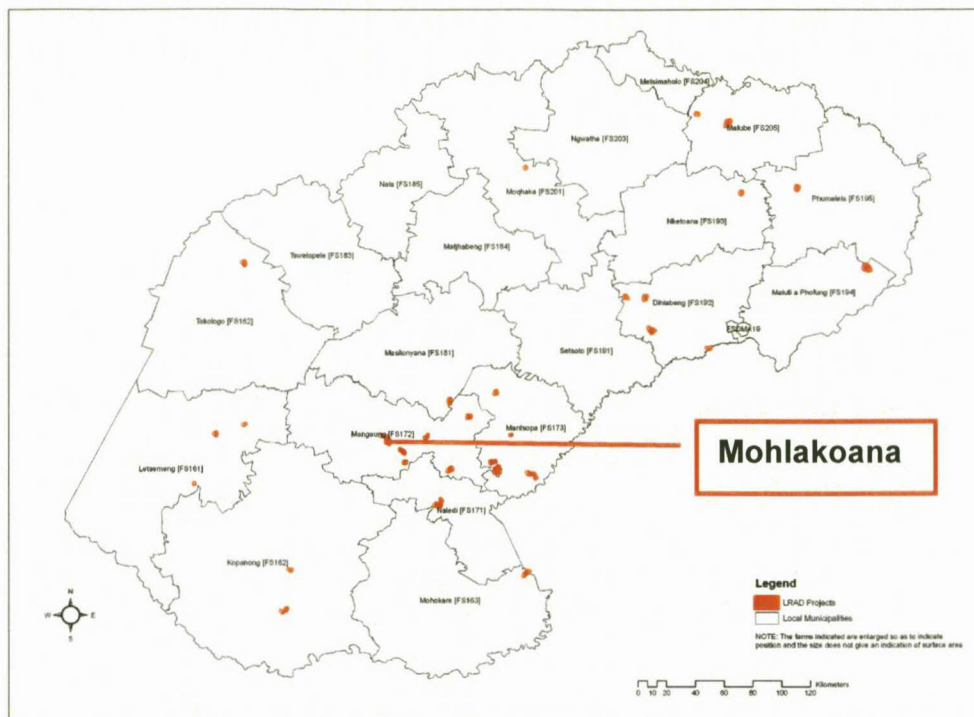 Metsimaholo [FS204]
Mafube [FS205]
Ngwathe [FS203]
Nala [FS185]
Moqhaka [FS201]
Phumelela [FS195]
Nketoana [FS193]
Matjhabeng [FS184]
Tswelopele [FS183]
Maluti a Phofung [FS194]
Dihlabeng [FS192]
Tokologo [FS182]
FSDMA19
Masilonyana [FS181]
Setsoto [FS191]
Mangaung [FS172]
Mantsopa [FS173]
Mohlakoana
Letsemeng [FS161]
Naledi [FS171]
Kopanong [FS162]
Mohokare [FS163]
N
W E
S
Legend
LRAD Projects
Local Municipalities
NOTE: The farms indicated are enlarged so as to indicate
position and the size does not give an indication of surface area
Kilometers
0 10 20 40 60 80 100 120